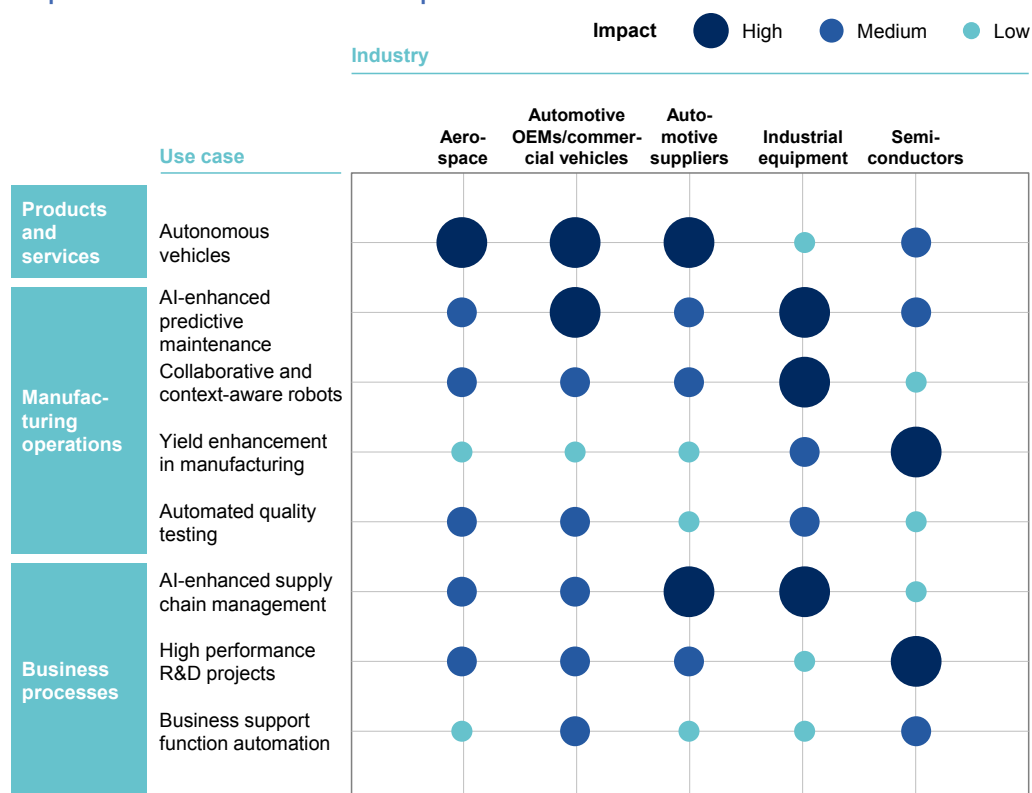 Impact
High
Medium
Low
Industry
Use case
Aero-
space
Automotive
OEMs/commer-
cial vehicles
Auto-
motive
suppliers
Industrial
equipment
Semi-
conductors
Products
and
services
Autonomous
vehicles
Manufac-
turing
operations
AI-enhanced
predictive
maintenance
Collaborative and
context-aware robots
Yield enhancement
in manufacturing
Automated quality
testing
Business
processes
AI-enhanced supply
chain management
High performance
R&D projects
Business support
function automation